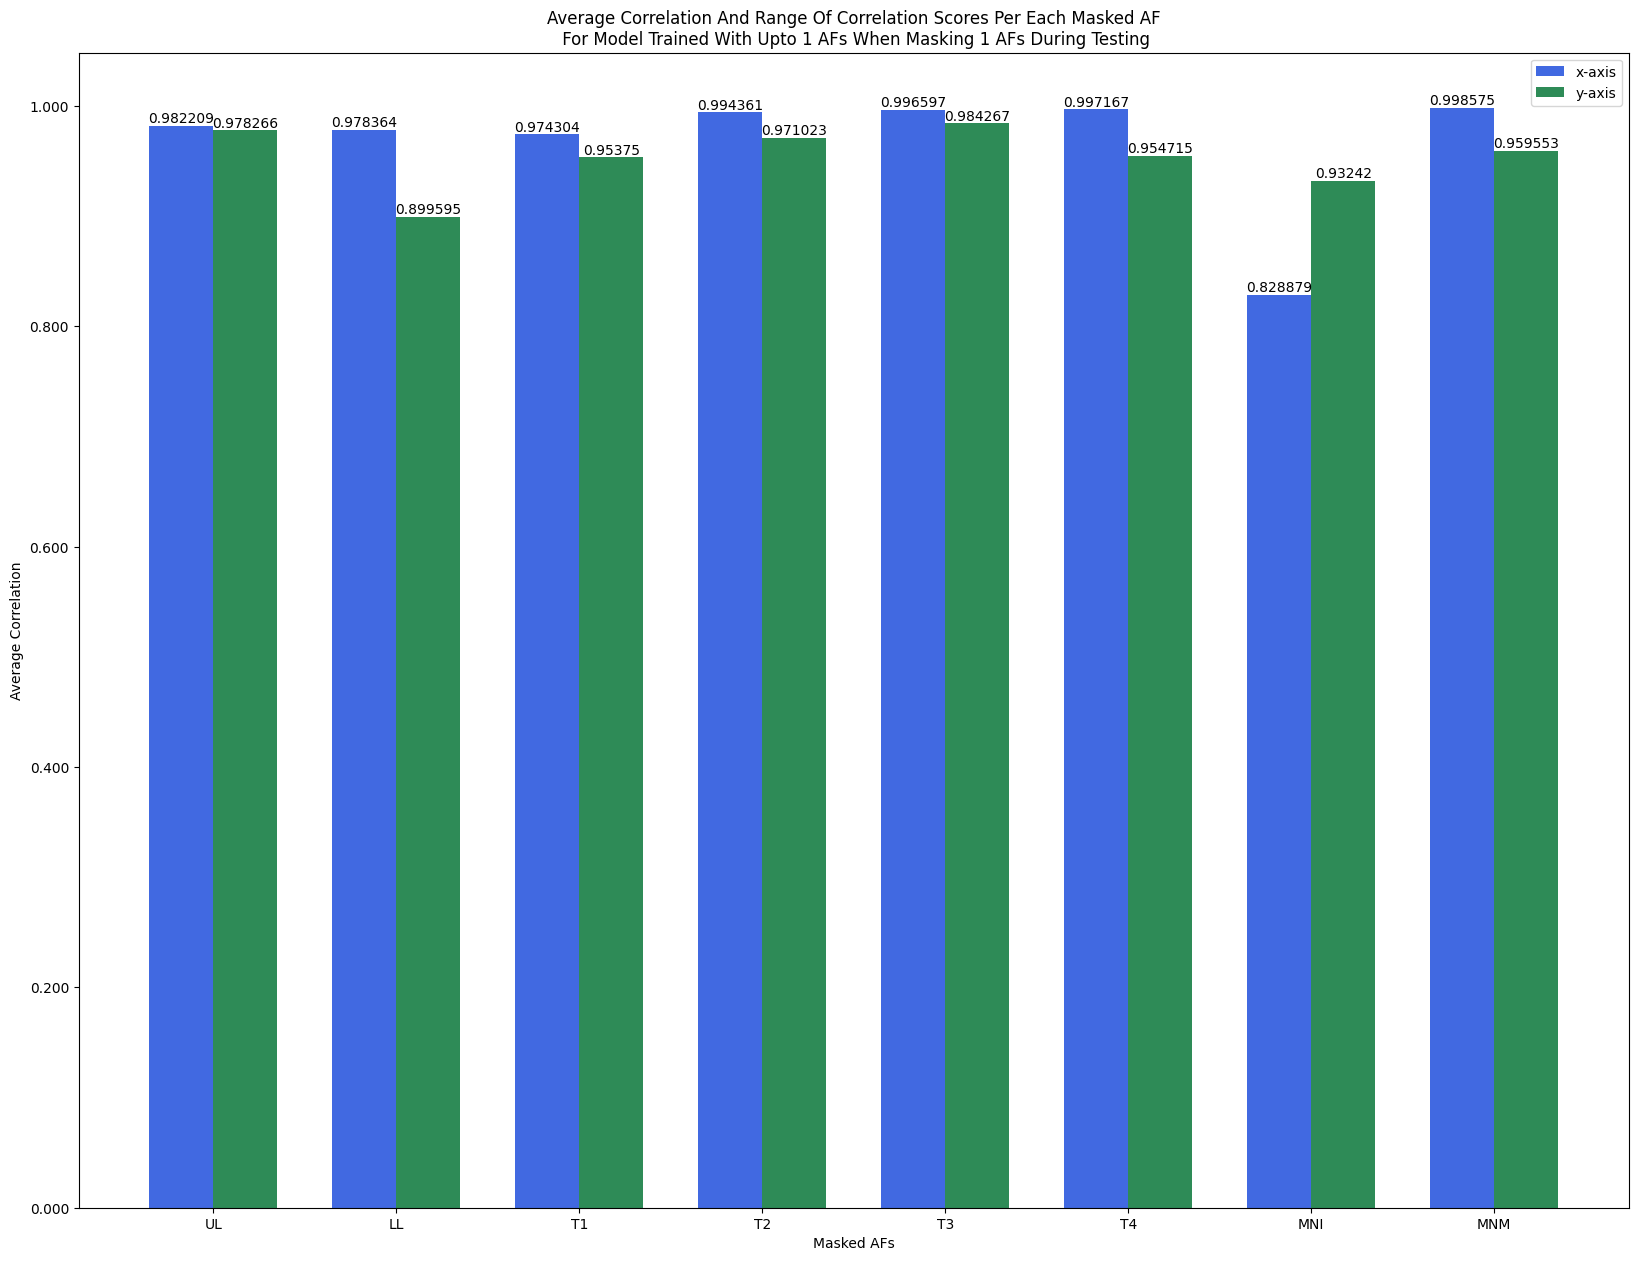 Average Correlation And Range Of Correlation Scores Per Each Masked AF
For Model Trained With Upto 1 AFs When Masking 1 AFs During Testing
x-axis
y-axis
1.000
0.800
0.600
0.400
0.200
0.000
Average Correlation
0.982209
0.978266
0.978364
0.899595
0.974304
0.95375
0.994361
0.971023
0.996597
0.984267
0.997167
0.954715
0.828879
0.93242
0.998575
0.959553
UL
LL
T1
T2
T3
T4
MNI
MNM
Masked AFs